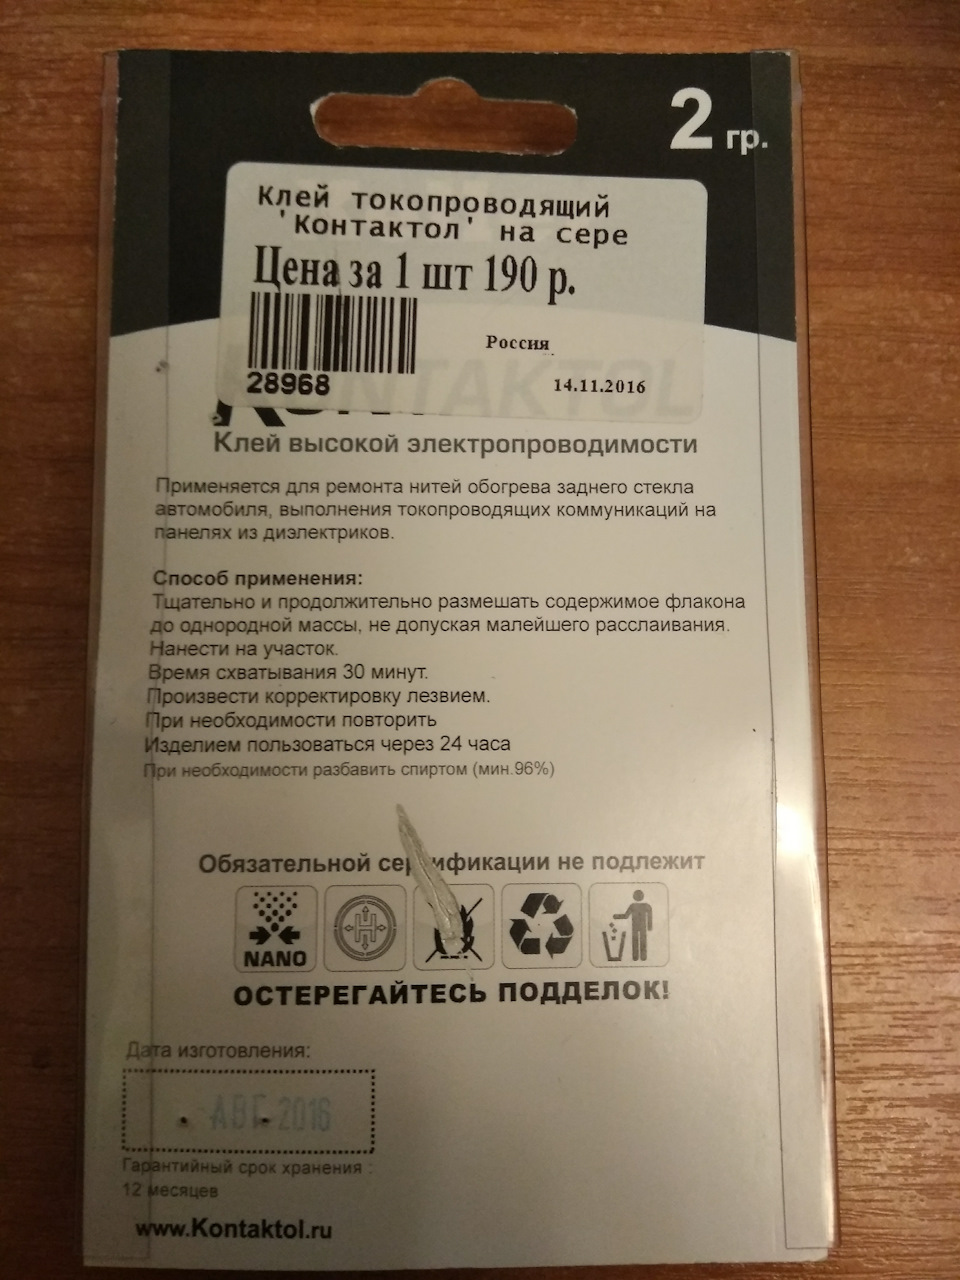 2 гр.
Клей токопроводящий
'Контактол' на сере
Цена за 1 шт 190 р.
Россия
28968
14.11.2016
KONTAKTOL
Клей высокой электропроводимости
Применяется для ремонта нитей обогрева заднего стекла
автомобиля, выполнения токопроводящих коммуникаций на
панелях из диэлектриков.
Способ применения:
Тщательно и продолжительно размешать содержимое флакона
до однородной массы, не допуская малейшего расслаивания.
Нанести на участок.
Время схватывания 30 минут.
Произвести корректировку лезвием.
При необходимости повторить
Изделием пользоваться через 24 часа
При необходимости разбавить спиртом (мин.96%)
Обязательной сертификации не подлежит
NANO
ОСТЕРЕГАЙТЕСЬ ПОДДЕЛОК!
Дата изготовления:
АВГ 2016
Гарантийный срок хранения :
12 месяцев
www.Kontaktol.ru